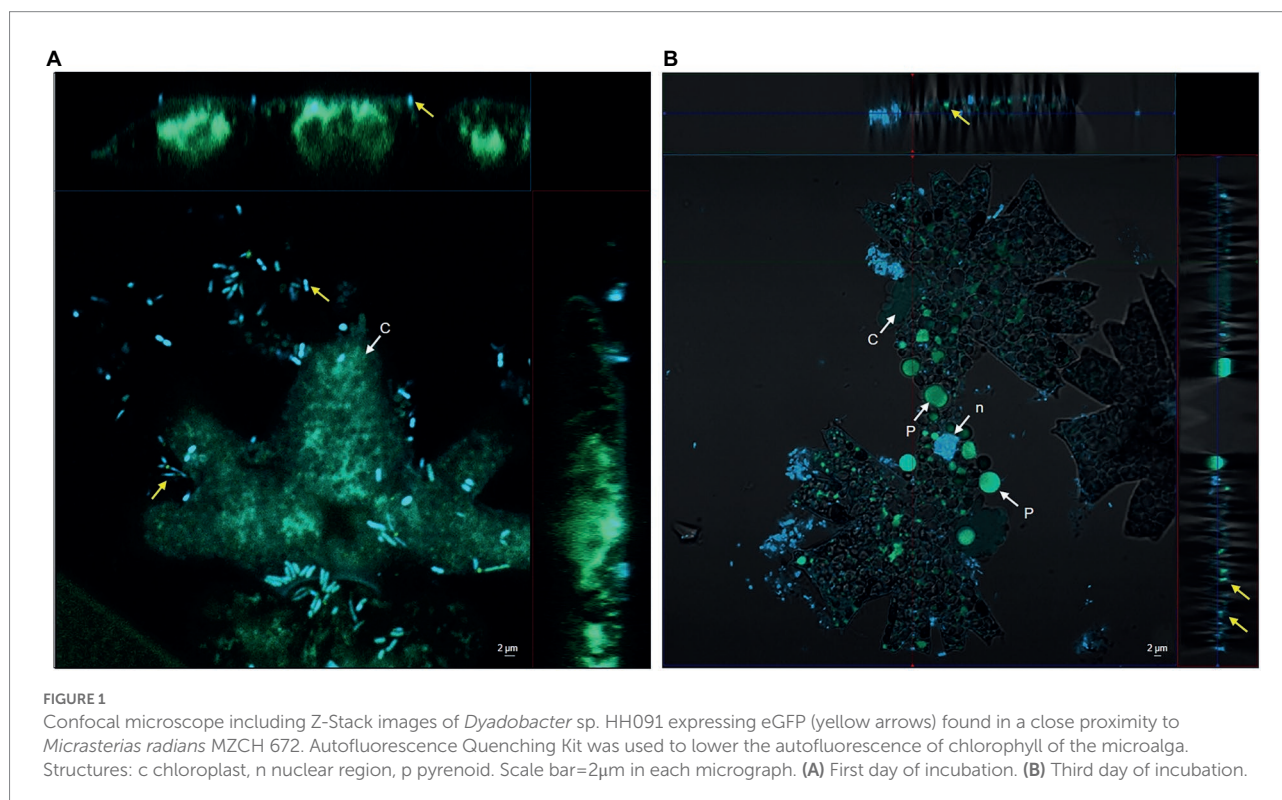 A
B
C
2 µm
C
P
n
P
2 µm
FIGURE 1
Confocal microscope including Z-Stack images of Dyadobacter sp. HH091 expressing eGFP (yellow arrows) found in a close proximity to
Micrasterias radians MZCH 672. Autofluorescence Quenching Kit was used to lower the autofluorescence of chlorophyll of the microalga.
Structures: c chloroplast, n nuclear region, p pyrenoid. Scale bar=2µm in each micrograph. (A) First day of incubation. (B) Third day of incubation.